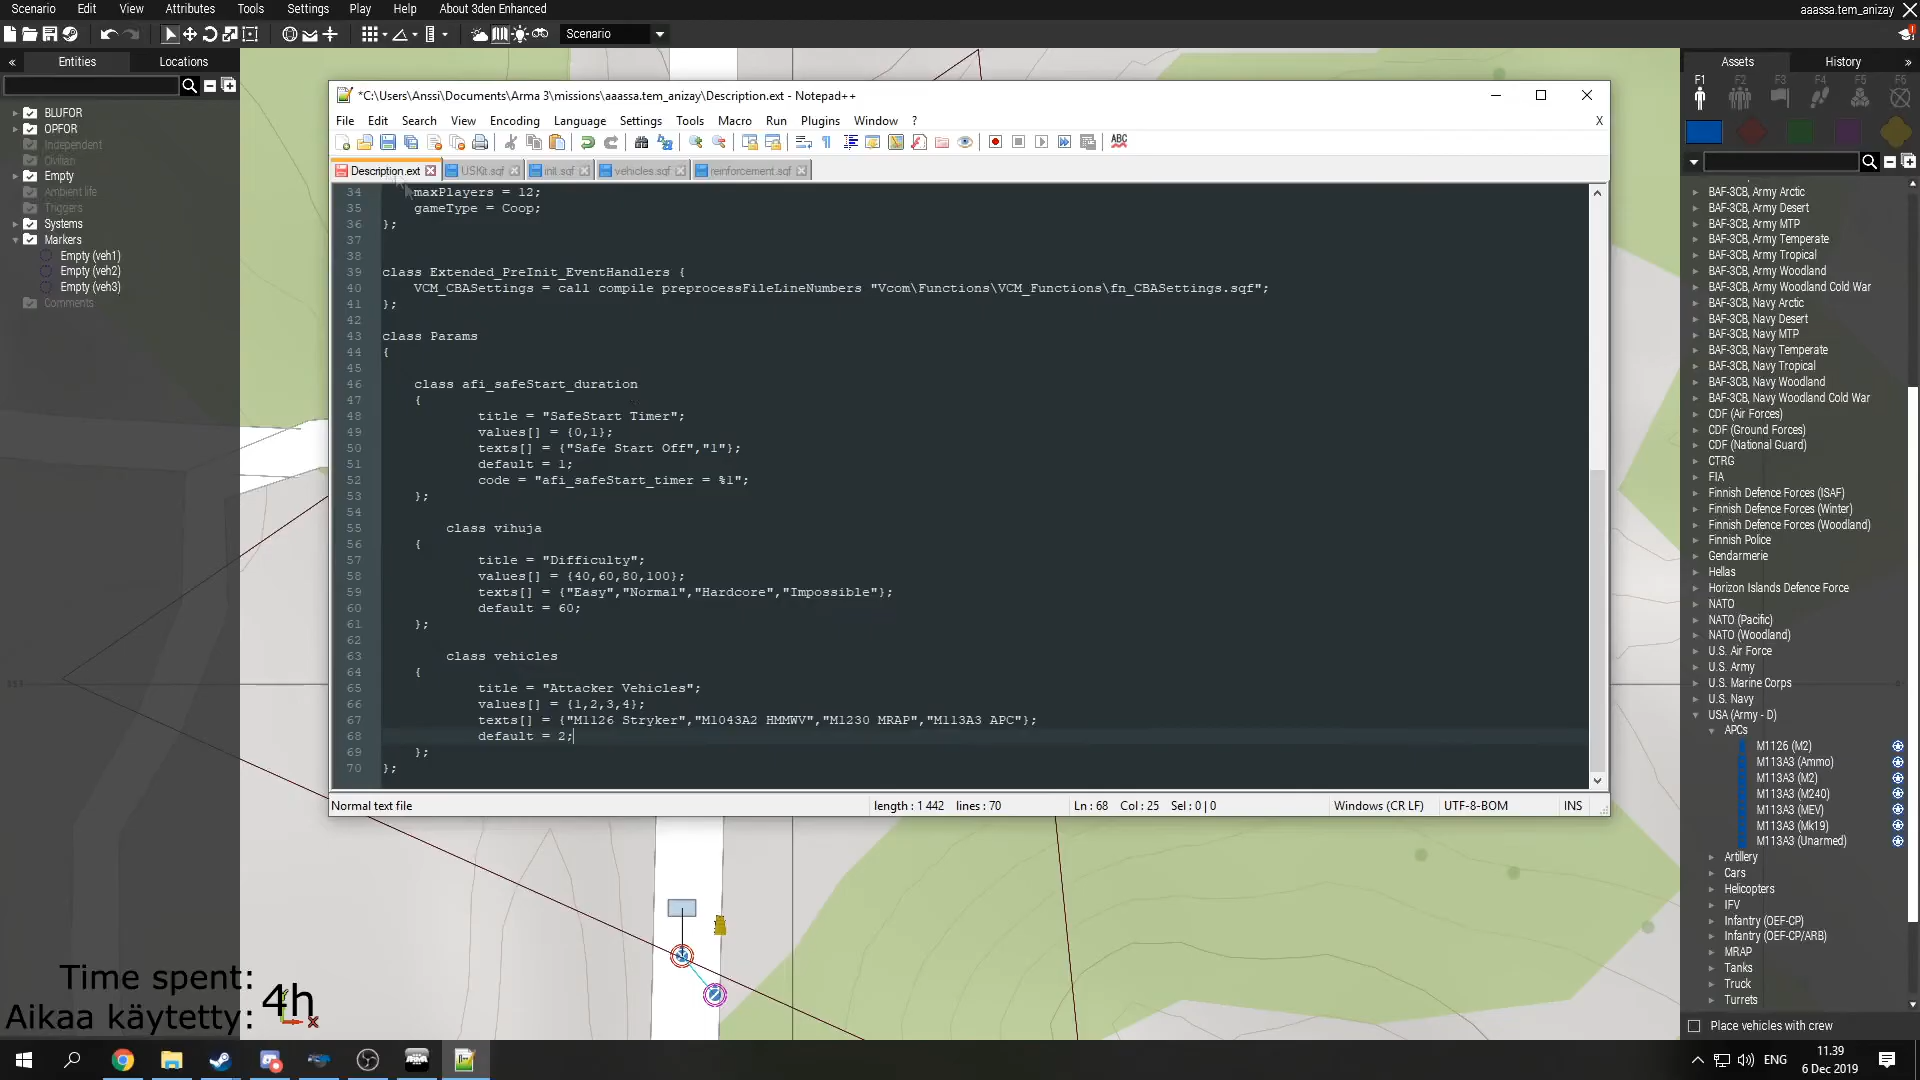 Scenario Edit View Attributes Tools Settings Play Help About 3den Enhanced
aaassa.tem_anizay
Scenario
Entities Locations
BLUFOR
OPFOR
Independent
Civilian
Empty
Ambient life
Triggers
Systems
Markers
Empty (veh1)
Empty (veh2)
Empty (veh3)
Comments
*C:\Users\Anssi\Documents\Arma 3\missions\aaassa.tem_anizay\Description.ext - Notepad++
File Edit Search View Encoding Language Settings Tools Macro Run Plugins Window ? X
ABC
Description.ext USKit.sqf init.sqf vehicles.sqf reinforcement.sqf
34 maxPlayers = 12;
35 gameType = Coop;
36 };
37
38
39 class Extended_PreInit_EventHandlers {
40 VCM_CBASettings = call compile preprocessFileLineNumbers "Vcom\Functions\VCM_Functions\fn_CBASettings.sqf";
41 };
42
43 class Params
44 {
45
46 class afi_safeStart_duration
47 {
48 title = "SafeStart Timer";
49 values[] = {0,1};
50 texts[] = {"Safe Start Off","1"};
51 default = 1;
52 code = "afi_safeStart_timer = %1";
53 };
54
55 class vihuja
56 {
57 title = "Difficulty";
58 values[] = {40,60,80,100};
59 texts[] = {"Easy","Normal","Hardcore","Impossible"};
60 default = 60;
61 };
62
63 class vehicles
64 {
65 title = "Attacker Vehicles";
66 values[] = {1,2,3,4};
67 texts[] = {"M1126 Stryker","M1043A2 HMMWV","M1230 MRAP","M113A3 APC"};
68 default = 2;
69 };
70 };
Normal text file length : 1 442 lines : 70 Ln : 68 Col : 25 Sel : 0 | 0 Windows (CR LF) UTF-8-BOM INS
Assets History
F1 F2 F3 F4 F5 F6
BAF-3CB, Army Arctic
BAF-3CB, Army Desert
BAF-3CB, Army MTP
BAF-3CB, Army Temperate
BAF-3CB, Army Tropical
BAF-3CB, Army Woodland
BAF-3CB, Army Woodland Cold War
BAF-3CB, Navy Arctic
BAF-3CB, Navy Desert
BAF-3CB, Navy MTP
BAF-3CB, Navy Temperate
BAF-3CB, Navy Tropical
BAF-3CB, Navy Woodland
BAF-3CB, Navy Woodland Cold War
CDF (Air Forces)
CDF (Ground Forces)
CDF (National Guard)
CTRG
FIA
Finnish Defence Forces (ISAF)
Finnish Defence Forces (Winter)
Finnish Defence Forces (Woodland)
Finnish Police
Gendarmerie
Hellas
Horizon Islands Defence Force
NATO
NATO (Pacific)
NATO (Woodland)
U.S. Air Force
U.S. Army
U.S. Marine Corps
U.S. Navy
USA (Army - D)
APCs
M1126 (M2)
M113A3 (Ammo)
M113A3 (M2)
M113A3 (M240)
M113A3 (MEV)
M113A3 (Mk19)
M113A3 (Unarmed)
Artillery
Cars
Helicopters
IFV
Infantry (OEF-CP)
Infantry (OEF-CP/ARB)
MRAP
Tanks
Truck
Turrets
Place vehicles with crew
Time spent:
4h
Aikaa käytetty:
ENG
11.39
6 Dec 2019